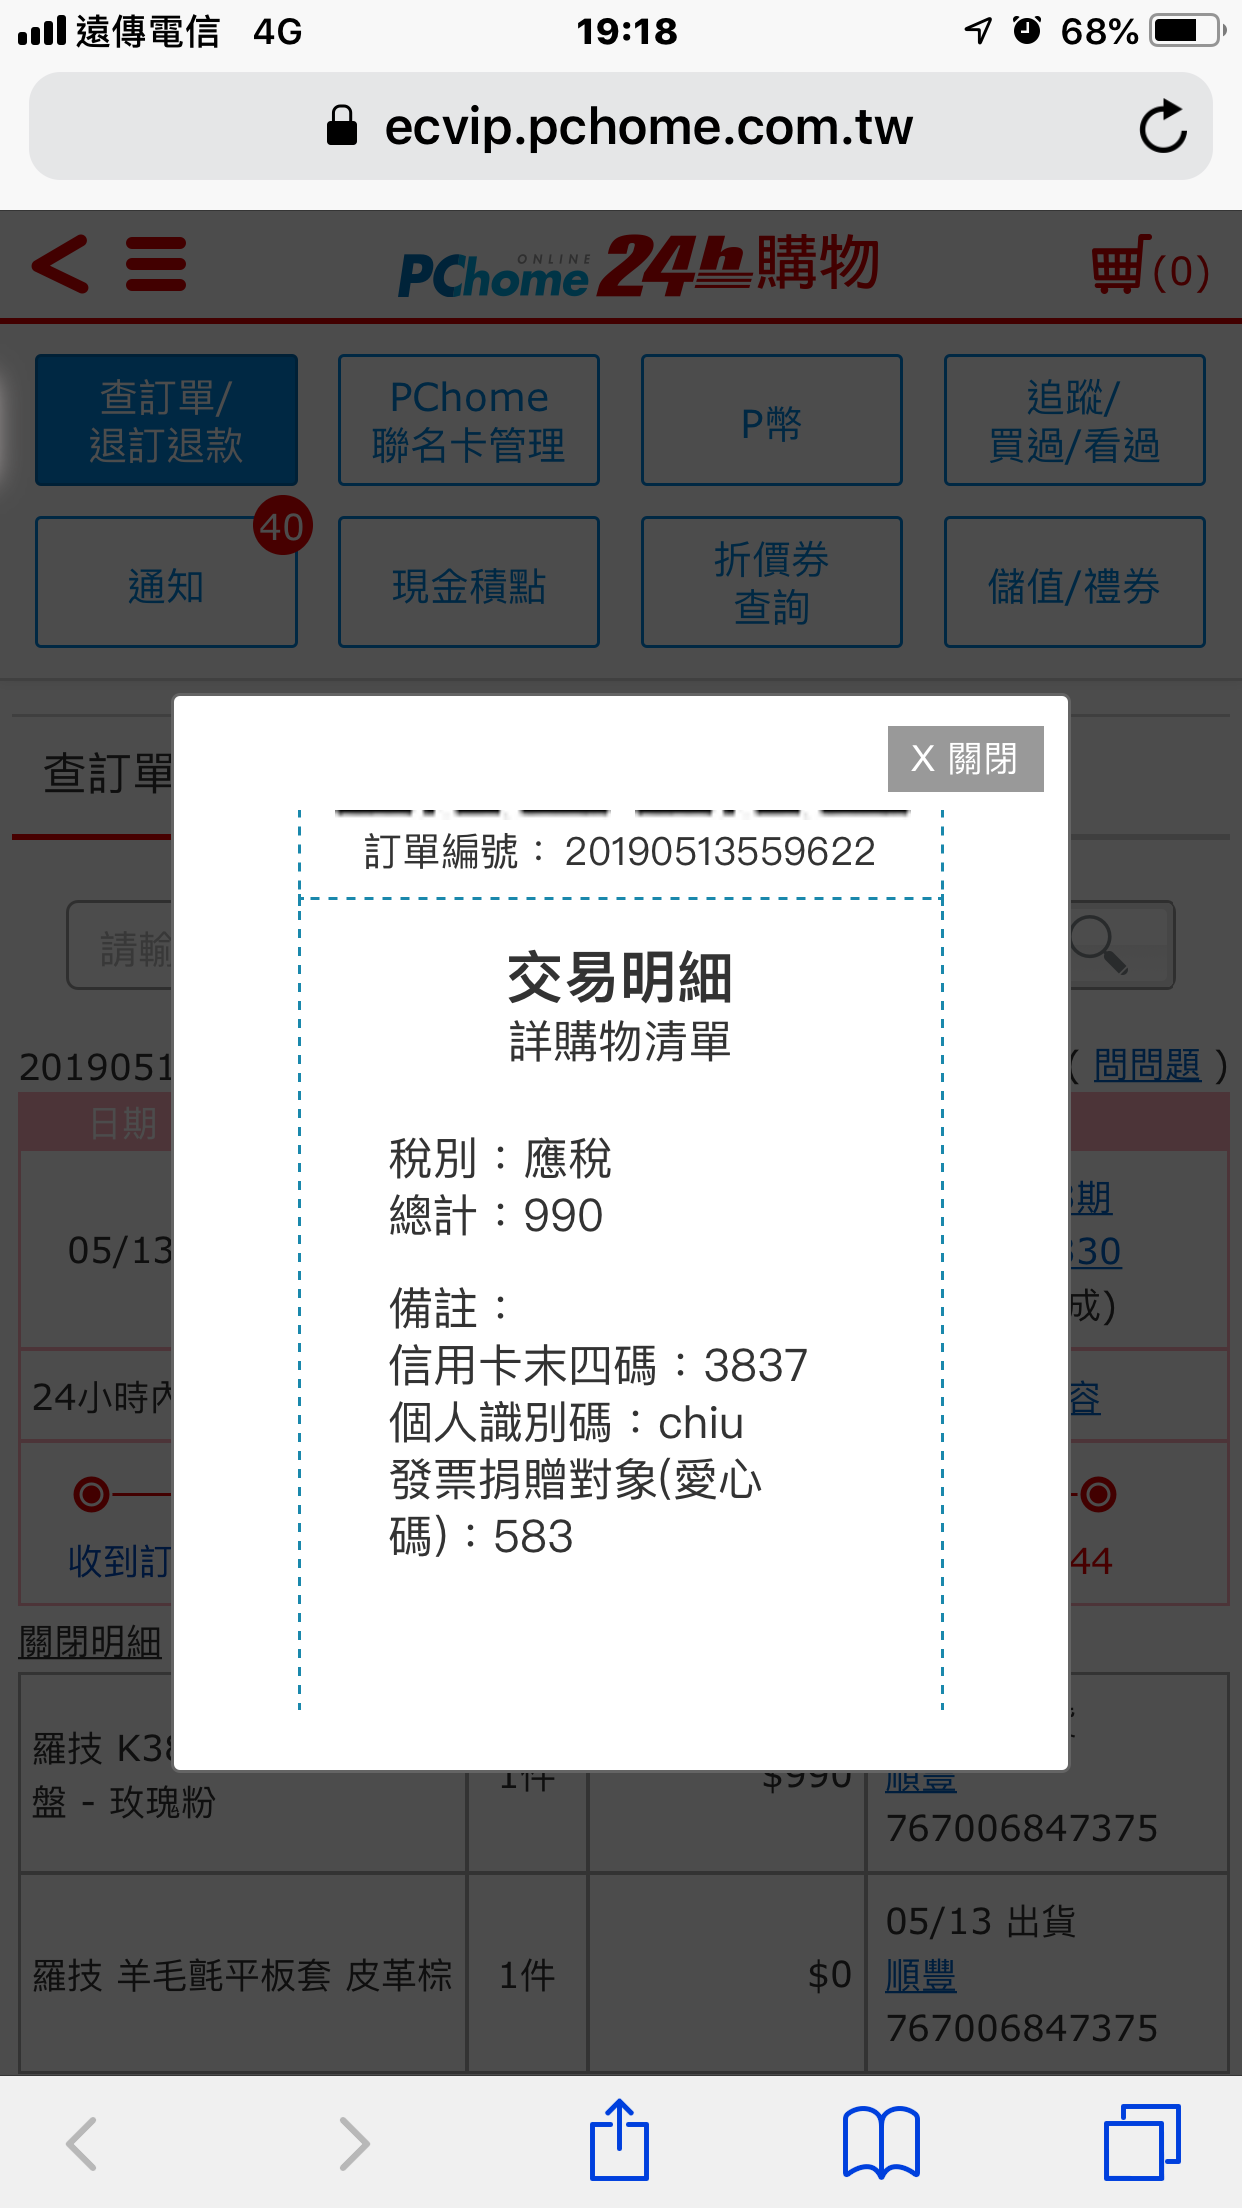 遠傳電信 4G 19:18 68%
ecvip.pchome.com.tw
PChome ONLINE 24h購物 (0)
查訂單/
退訂退款
PChome
聯名卡管理
P幣
追蹤/
買過/看過
通知 40
現金積點
折價券
查詢
儲值/禮券
查訂單
X 關閉
訂單編號：20190513559622
請輸
交易明細
詳購物清單
2019051
( 問問題 )
日期
稅別：應稅
總計：990
05/13
期
330
成)
備註：
信用卡末四碼：3837
個人識別碼：chiu
發票捐贈對象(愛心
碼)：583
24小時內
容
收到訂
44
關閉明細
羅技 K38
盤 - 玫瑰粉
1件
$990
順豐
767006847375
羅技 羊毛氈平板套 皮革棕
1件
$0
05/13 出貨
順豐
767006847375